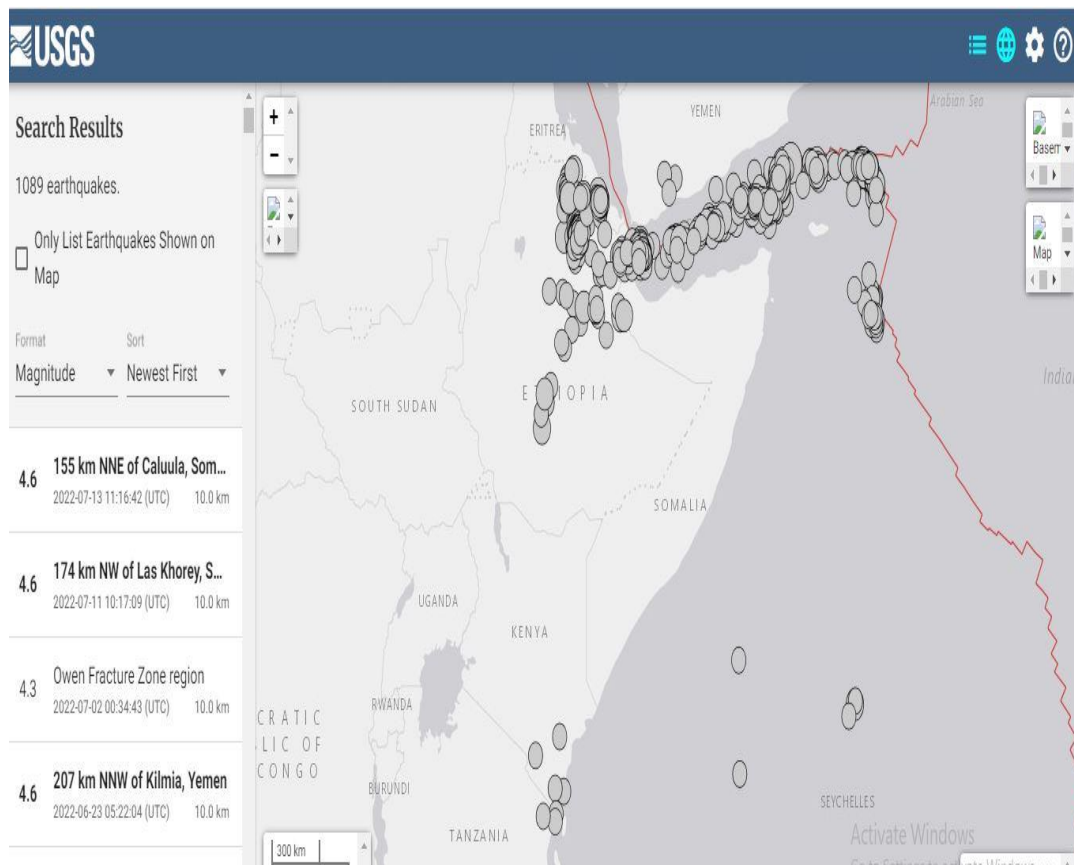 USGS
Search Results
1089 earthquakes.
Only List Earthquakes Shown on
Map
Format
Sort
Magnitude
Newest First
4.6
155 km NNE of Caluula, Som...
2022-07-13 11:16:42 (UTC) 10.0 km
4.6
174 km NW of Las Khorey, S...
2022-07-11 10:17:09 (UTC) 10.0 km
4.3
Owen Fracture Zone region
2022-07-02 00:34:43 (UTC) 10.0 km
4.6
207 km NNW of Kilmia, Yemen
2022-06-23 05:22:04 (UTC) 10.0 km
+
−
YEMEN
Arabian Sea
ERITREA
Basem
Map
ETHIOPIA
SOUTH SUDAN
Indian
SOMALIA
UGANDA
KENYA
RWANDA
CRATIC
LIC OF
CONGO
BURUNDI
SEYCHELLES
TANZANIA
300 km
Activate Windows